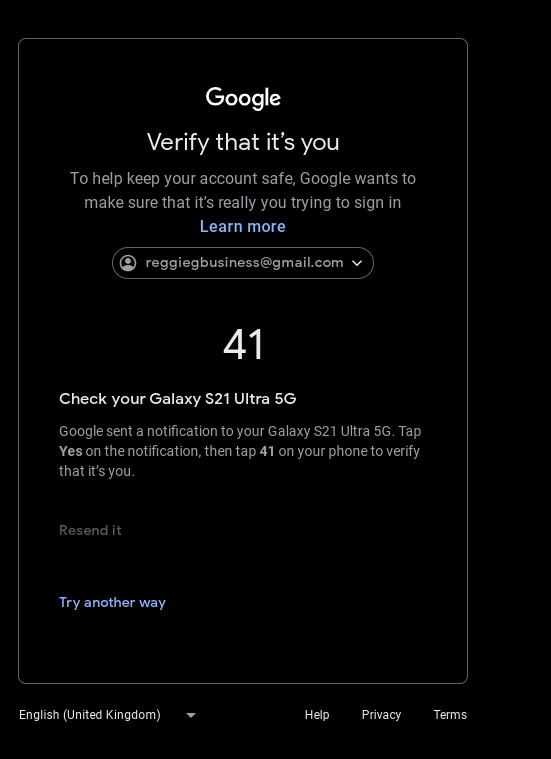 Google
Verify that it’s you
To help keep your account safe, Google wants to
make sure that it’s really you trying to sign in
Learn more
reggiegbusiness@gmail.com
41
Check your Galaxy S21 Ultra 5G
Google sent a notification to your Galaxy S21 Ultra 5G. Tap
Yes on the notification, then tap 41 on your phone to verify
that it’s you.
Resend it
Try another way
English (United Kingdom) Help Privacy Terms